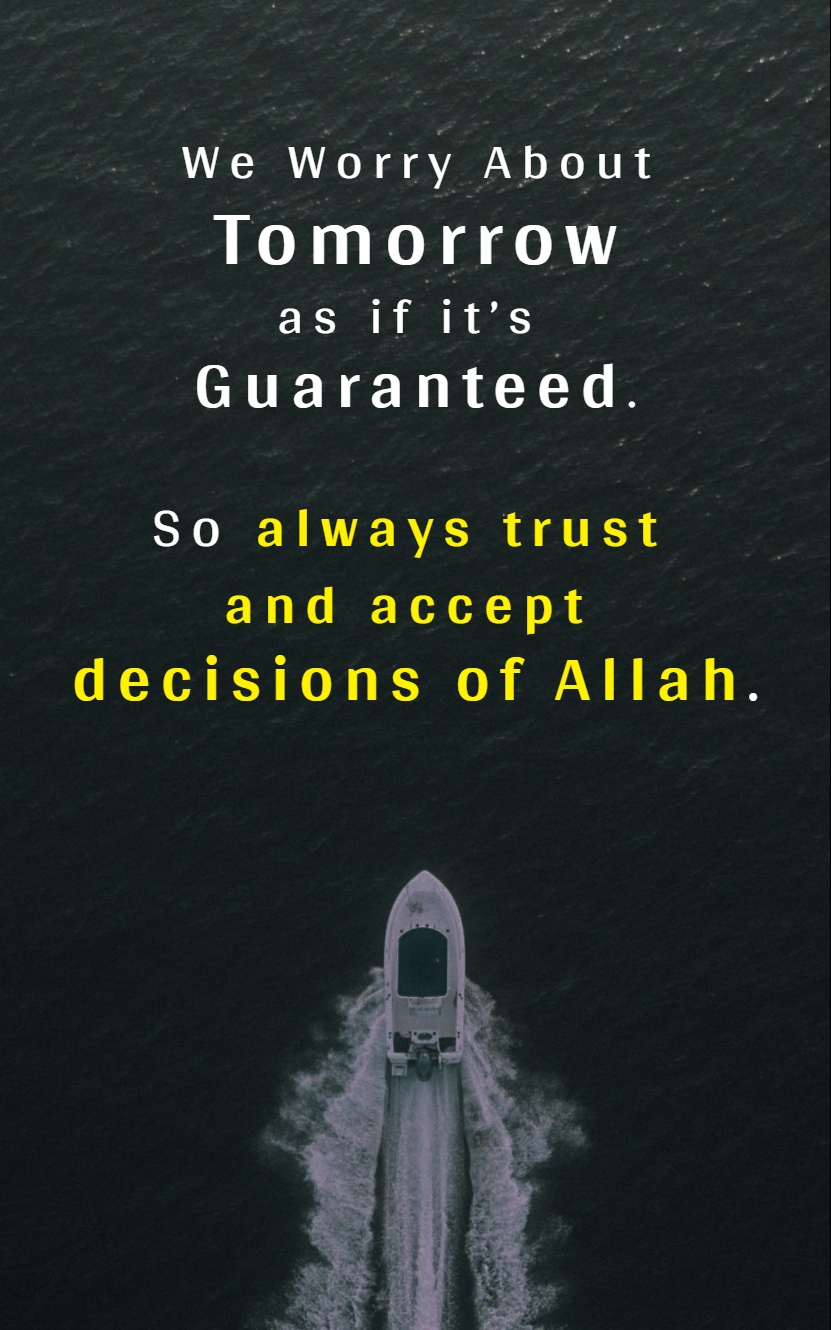 We Worry About
Tomorrow
as if it’s
Guaranteed.
So always trust
and accept
decisions of Allah.